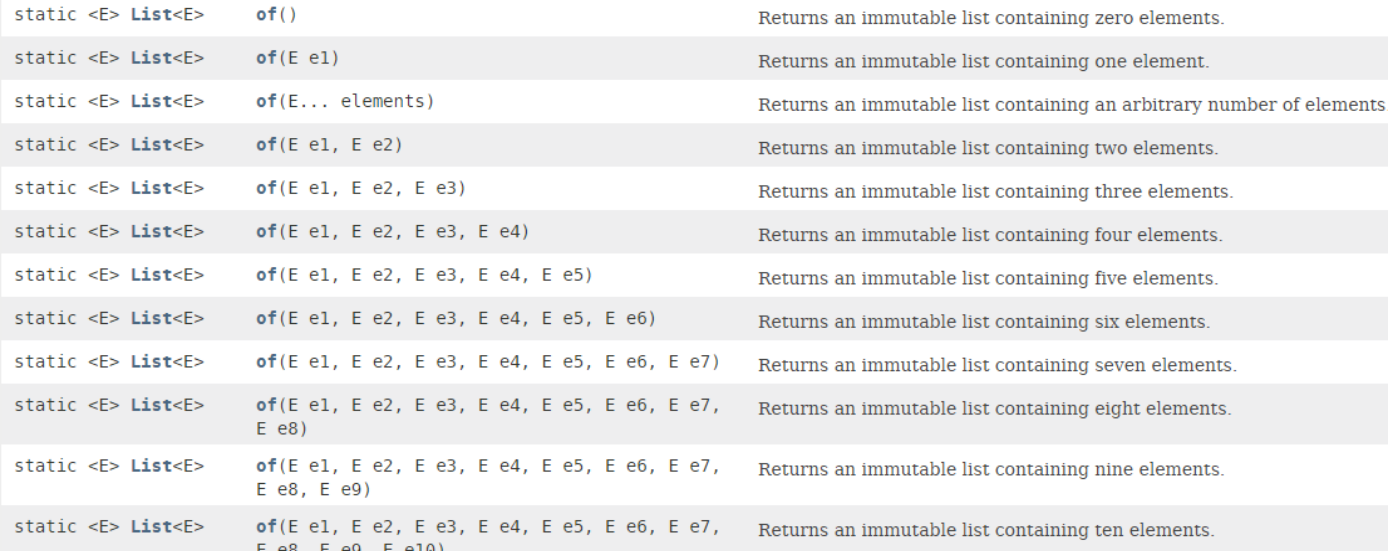 static <E> List<E> of() Returns an immutable list containing zero elements.
static <E> List<E> of(E e1) Returns an immutable list containing one element.
static <E> List<E> of(E... elements) Returns an immutable list containing an arbitrary number of elements
static <E> List<E> of(E e1, E e2) Returns an immutable list containing two elements.
static <E> List<E> of(E e1, E e2, E e3) Returns an immutable list containing three elements.
static <E> List<E> of(E e1, E e2, E e3, E e4) Returns an immutable list containing four elements.
static <E> List<E> of(E e1, E e2, E e3, E e4, E e5) Returns an immutable list containing five elements.
static <E> List<E> of(E e1, E e2, E e3, E e4, E e5, E e6) Returns an immutable list containing six elements.
static <E> List<E> of(E e1, E e2, E e3, E e4, E e5, E e6, E e7) Returns an immutable list containing seven elements.
static <E> List<E> of(E e1, E e2, E e3, E e4, E e5, E e6, E e7, Returns an immutable list containing eight elements.
E e8)
static <E> List<E> of(E e1, E e2, E e3, E e4, E e5, E e6, E e7, Returns an immutable list containing nine elements.
E e8, E e9)
static <E> List<E> of(E e1, E e2, E e3, E e4, E e5, E e6, E e7, Returns an immutable list containing ten elements.
E e8, E e9, E e10)